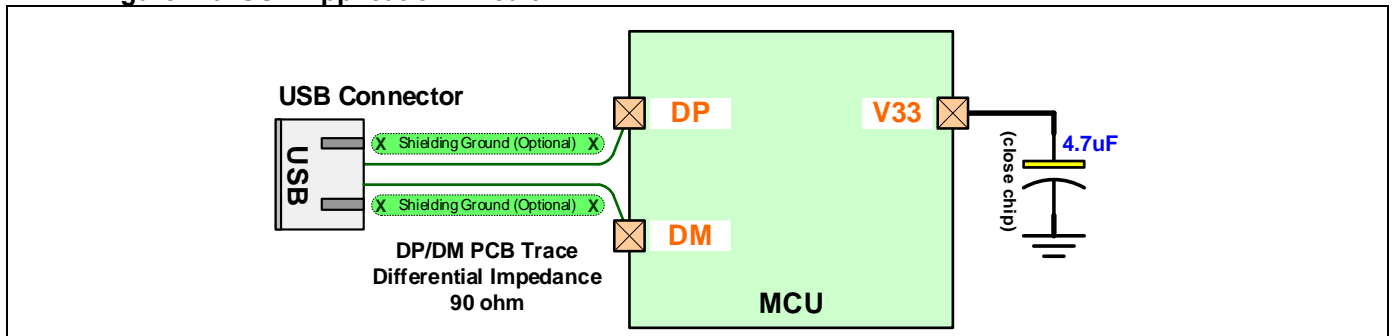 USB Connector
USB
X Shielding Ground (Optional) X
X Shielding Ground (Optional) X
DP/DM PCB Trace
Differential Impedance
90 ohm
DP
DM
MCU
V33
4.7uF
(close chip)